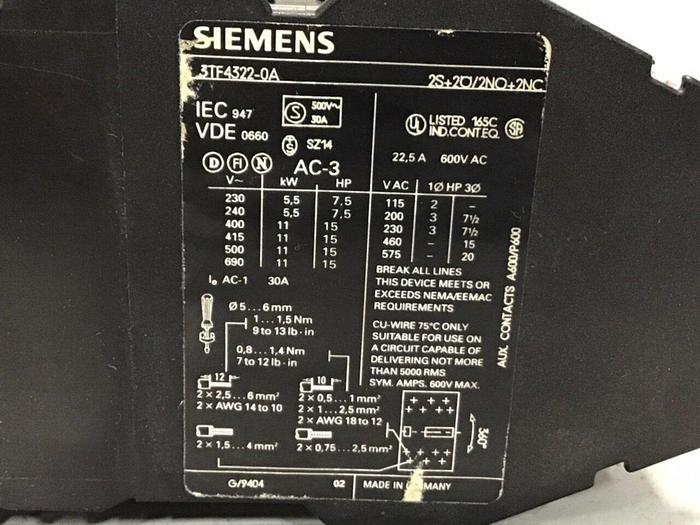 SIEMENS
3TF4322-0A 2S+2Ö/2NO+2NC
IEC 947
VDE 0660
S 500V~
30A
S SZ14
D FI N AC-3
V~ kW HP
230 5,5 7,5
240 5,5 7,5
400 11 15
415 11 15
500 11 15
690 11 15
Ie AC-1 30A
Ø 5...6mm
1...1,5 Nm
9 to 13 lb·in
0,8...1,4 Nm
7 to 12 lb·in
12
2 × 2,5...6 mm²
2 × AWG 14 to 10
10
2 × 0,5...1 mm²
2 × 1...2,5 mm²
2 × AWG 18 to 12
2 × 1,5...4 mm²
2 × 0,75...2,5 mm²
UL LISTED 165C
IND.CONT.EQ. SA
22,5 A 600V AC
V AC 1Ø HP 3Ø
115 2 –
200 3 7½
230 3 7½
460 – 15
575 – 20
BREAK ALL LINES
THIS DEVICE MEETS OR
EXCEEDS NEMA/EEMAC
REQUIREMENTS
CU-WIRE 75°C ONLY
SUITABLE FOR USE ON
A CIRCUIT CAPABLE OF
DELIVERING NOT MORE
THAN 5000 RMS
SYM. AMPS. 600V MAX.
AUX. CONTACTS A600/P600
360°
G/9404 02 MADE IN GERMANY